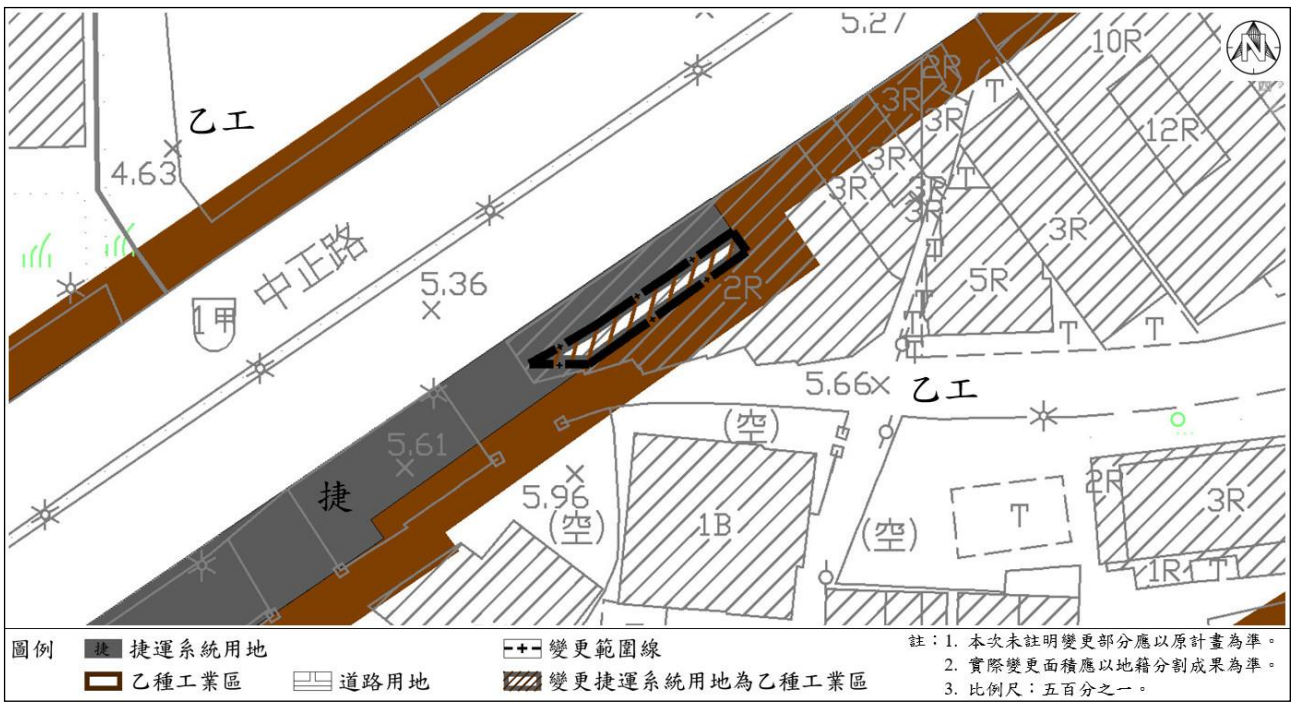 5.27
10R
N
2R
3R
乙工
3R
12R
T
4.63
3R
T
3R
3R
3R
3R
中正路
5.36
2R
5R
1甲
T
T
T
T
5.66
乙工
(空)
5.61
2R
捷
5.96
(空)
1B
(空)
T
3R
1R
T
圖例
捷 捷運系統用地
變更範圍線
乙種工業區
道路用地
變更捷運系統用地為乙種工業區
註：1. 本次未註明變更部分應以原計畫為準。
2. 實際變更面積應以地籍分割成果為準。
3. 比例尺：五百分之一。